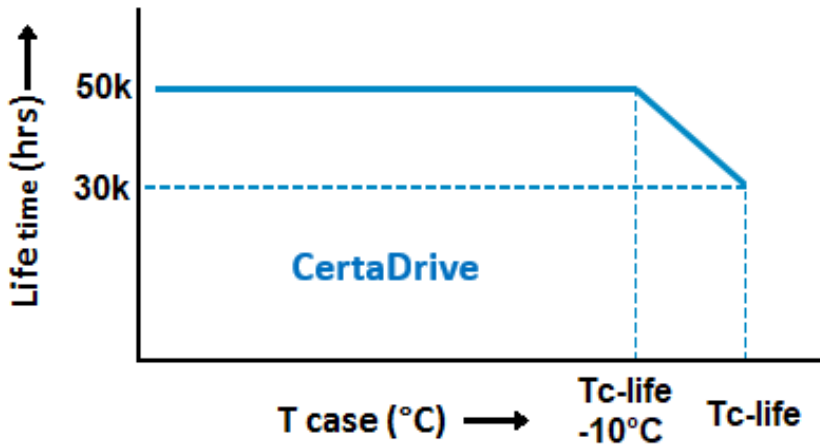 Life time (hrs)
50k
30k
CertaDrive
T case (°C)
Tc-life
-10°C
Tc-life